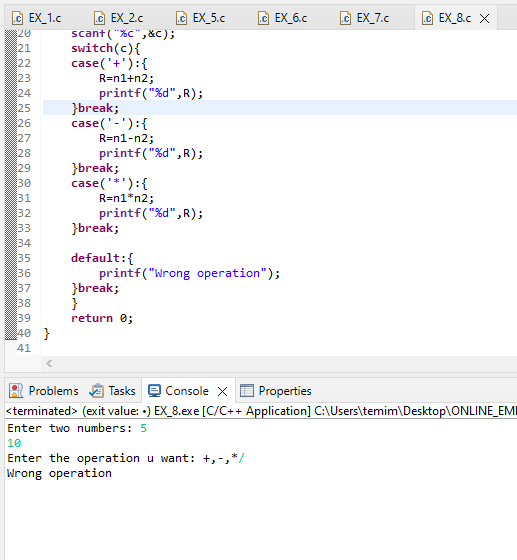 EX_1.c EX_2.c EX_5.c EX_6.c EX_7.c EX_8.c
20 scanf("%c",&c);
21 switch(c){
22 case('+'):{
23 R=n1+n2;
24 printf("%d",R);
25 }break;
26 case('-'):{
27 R=n1-n2;
28 printf("%d",R);
29 }break;
30 case('*'):{
31 R=n1*n2;
32 printf("%d",R);
33 }break;
34
35 default:{
36 printf("Wrong operation");
37 }break;
38 }
39 return 0;
40 }
41
Problems Tasks Console Properties
<terminated> (exit value: •) EX_8.exe [C/C++ Application] C:\Users\temim\Desktop\ONLINE_EM
Enter two numbers: 5
10
Enter the operation u want: +,-,*/
Wrong operation